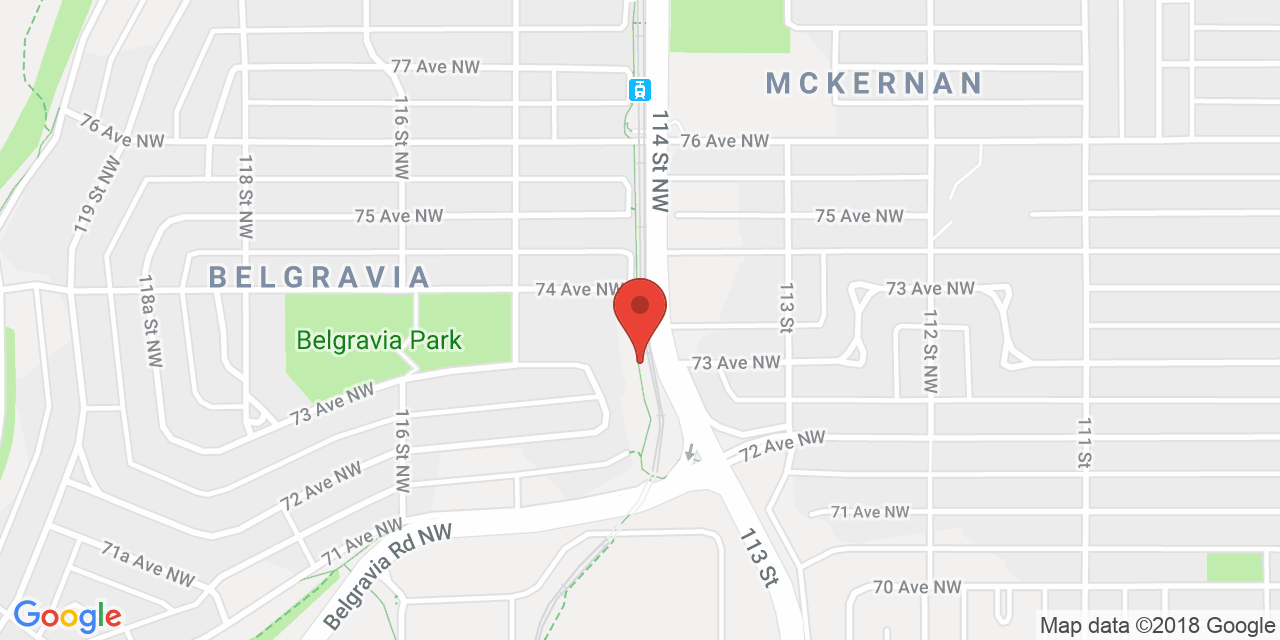 77 Ave NW
MCKERNAN
116 St NW
114 St NW
76 Ave NW
76 Ave NW
119 St NW
118 St NW
75 Ave NW
75 Ave NW
BELGRAVIA
118a St NW
74 Ave NW
73 Ave NW
113 St
112 St NW
Belgravia Park
73 Ave NW
73 Ave NW
116 St NW
72 Ave NW
111 St
72 Ave NW
71 Ave NW
71 Ave NW
Belgravia Rd NW
71a Ave NW
113 St
70 Ave NW
Google
Map data ©2018 Google